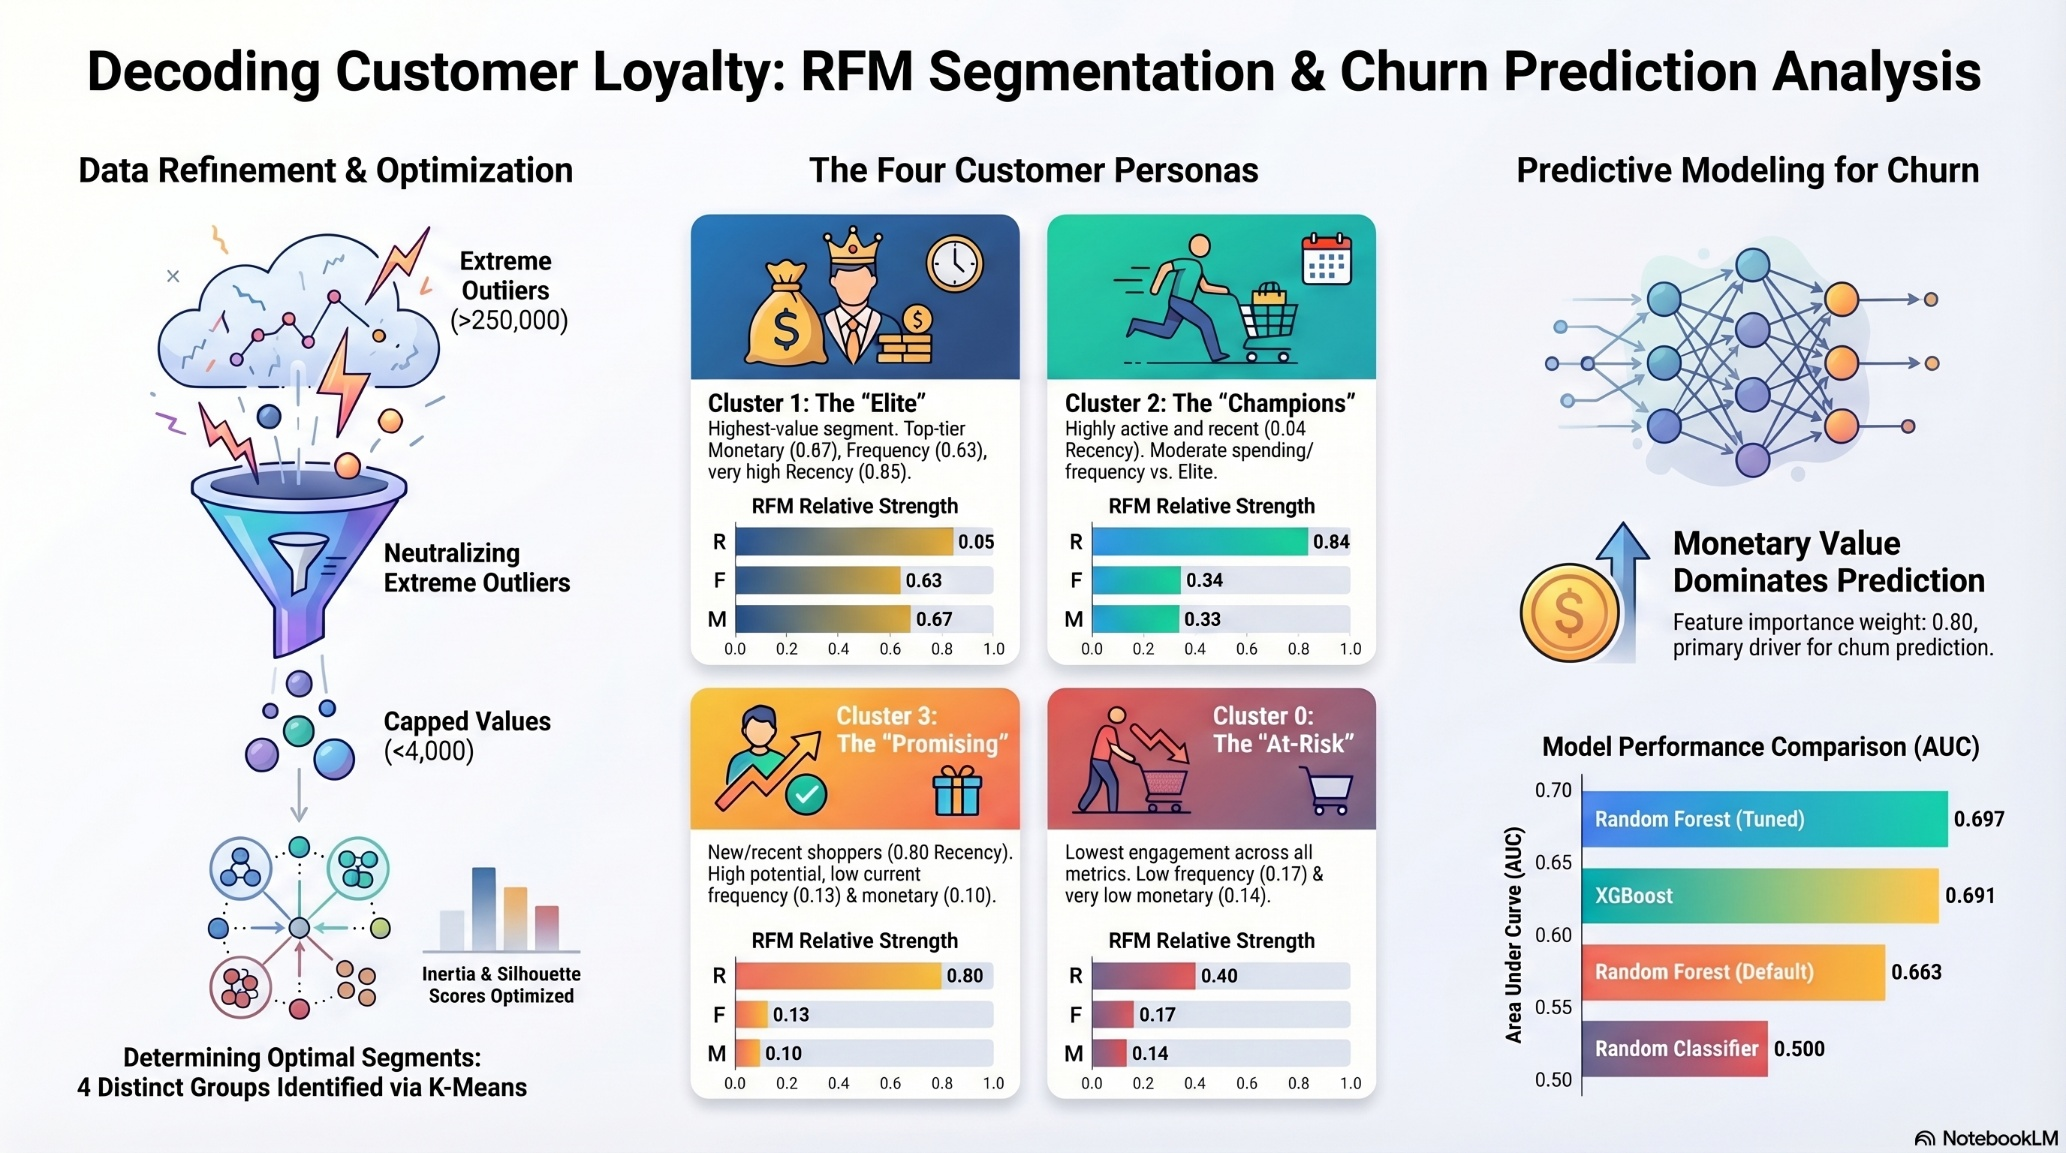 Decoding Customer Loyalty: RFM Segmentation & Churn Prediction Analysis
Data Refinement & Optimization
Extreme
Outiiers
(>250,000)
Neutralizing
Extreme Outliers
Capped Values
(<4,000)
Inertia & Silhouette
Scores Optimized
Determining Optimal Segments:
4 Distinct Groups Identified via K-Means
The Four Customer Personas
$
$
Cluster 1: The “Elite”
Highest-value segment. Top-tier
Monetary (0.67), Frequency (0.63),
very high Recency (0.85).
RFM Relative Strength
R 0.05
F 0.63
M 0.67
0.0 0.2 0.4 0.6 0.8 1.0
Cluster 2: The “Champions”
Highly active and recent (0.04
Recency). Moderate spending/
frequency vs. Elite.
RFM Relative Strength
R 0.84
F 0.34
M 0.33
0.0 0.2 0.4 0.6 0.8 1.0
Cluster 3:
The “Promising”
New/recent shoppers (0.80 Recency).
High potential, low current
frequency (0.13) & monetary (0.10).
RFM Relative Strength
R 0.80
F 0.13
M 0.10
0.0 0.2 0.4 0.6 0.8 1.0
Cluster 0:
The “At-Risk”
Lowest engagement across all
metrics. Low frequency (0.17) &
very low monetary (0.14).
RFM Relative Strength
R 0.40
F 0.17
M 0.14
0.0 0.2 0.4 0.6 0.8 1.0
Predictive Modeling for Churn
$
Monetary Value
Dominates Prediction
Feature importance weight: 0.80,
primary driver for chum prediction.
Model Performance Comparison (AUC)
Area Under Curve (AUC)
0.70
Random Forest (Tuned) 0.697
0.65
XGBoost 0.691
0.60
Random Forest (Default) 0.663
0.55
Random Classifier 0.500
0.50
NotebookLM